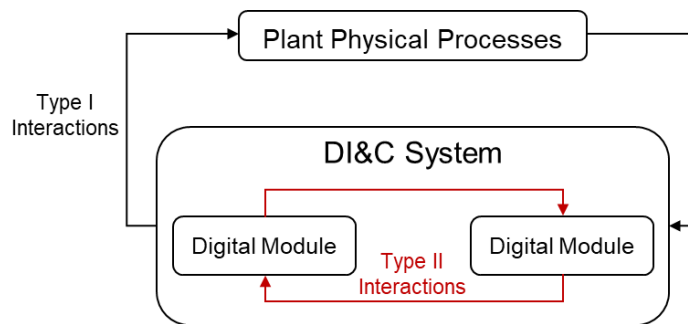 Plant Physical Processes
Type I
Interactions
DI&C System
Digital Module
Digital Module
Type II
Interactions